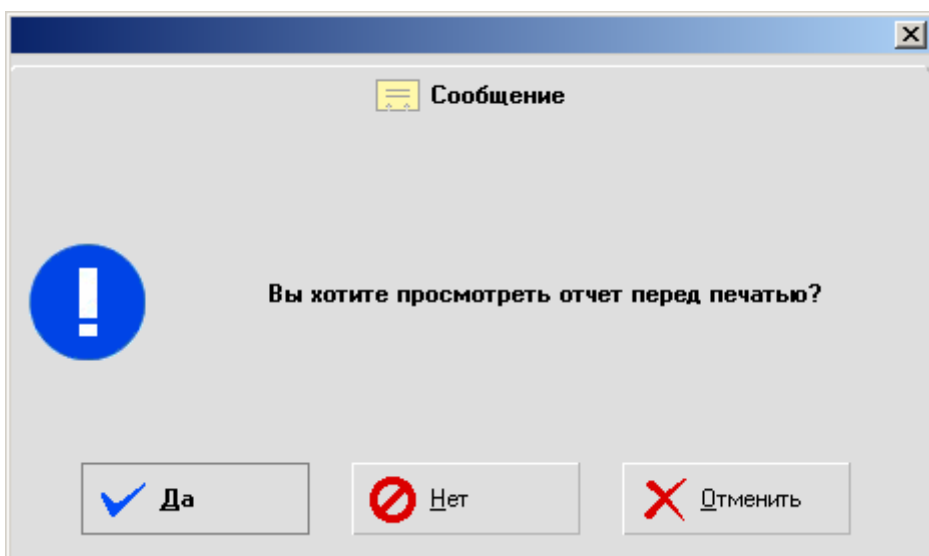 Сообщение
Вы хотите просмотреть отчет перед печатью?
Да
Нет
Отменить